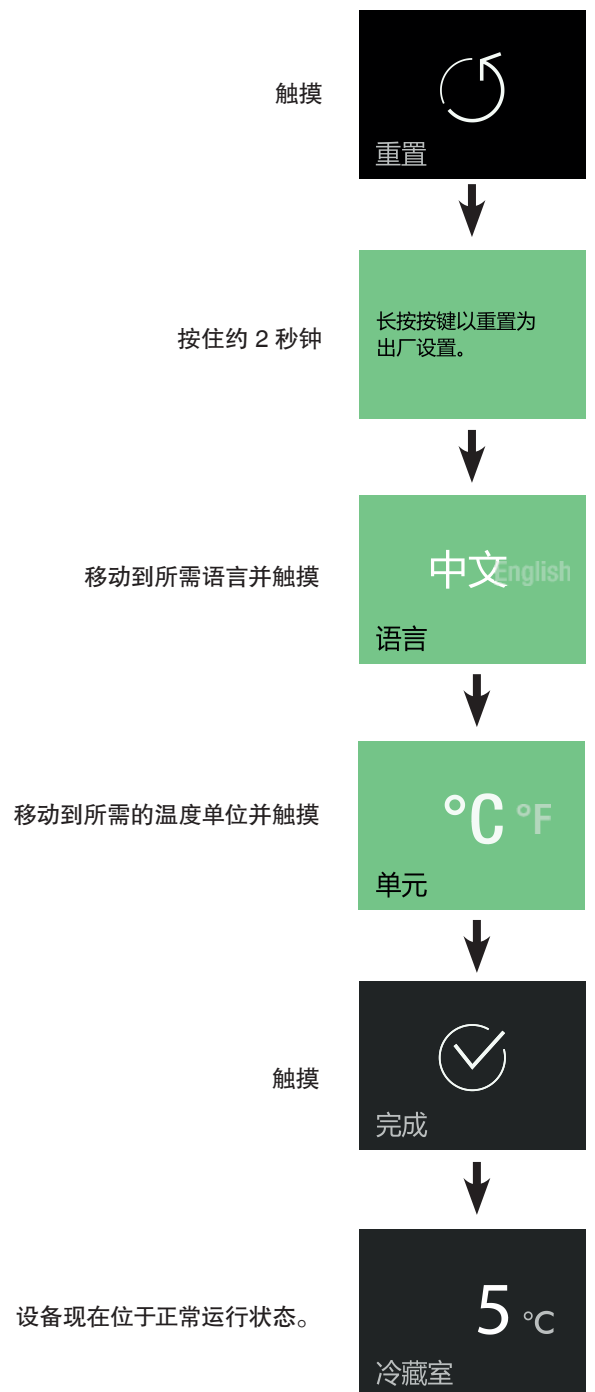 触摸
重置
按住约 2 秒钟
长按按键以重置为
出厂设置。
移动到所需语言并触摸
中文 English
语言
移动到所需的温度单位并触摸
°C °F
单元
触摸
完成
设备现在位于正常运行状态。
5 °C
冷藏室